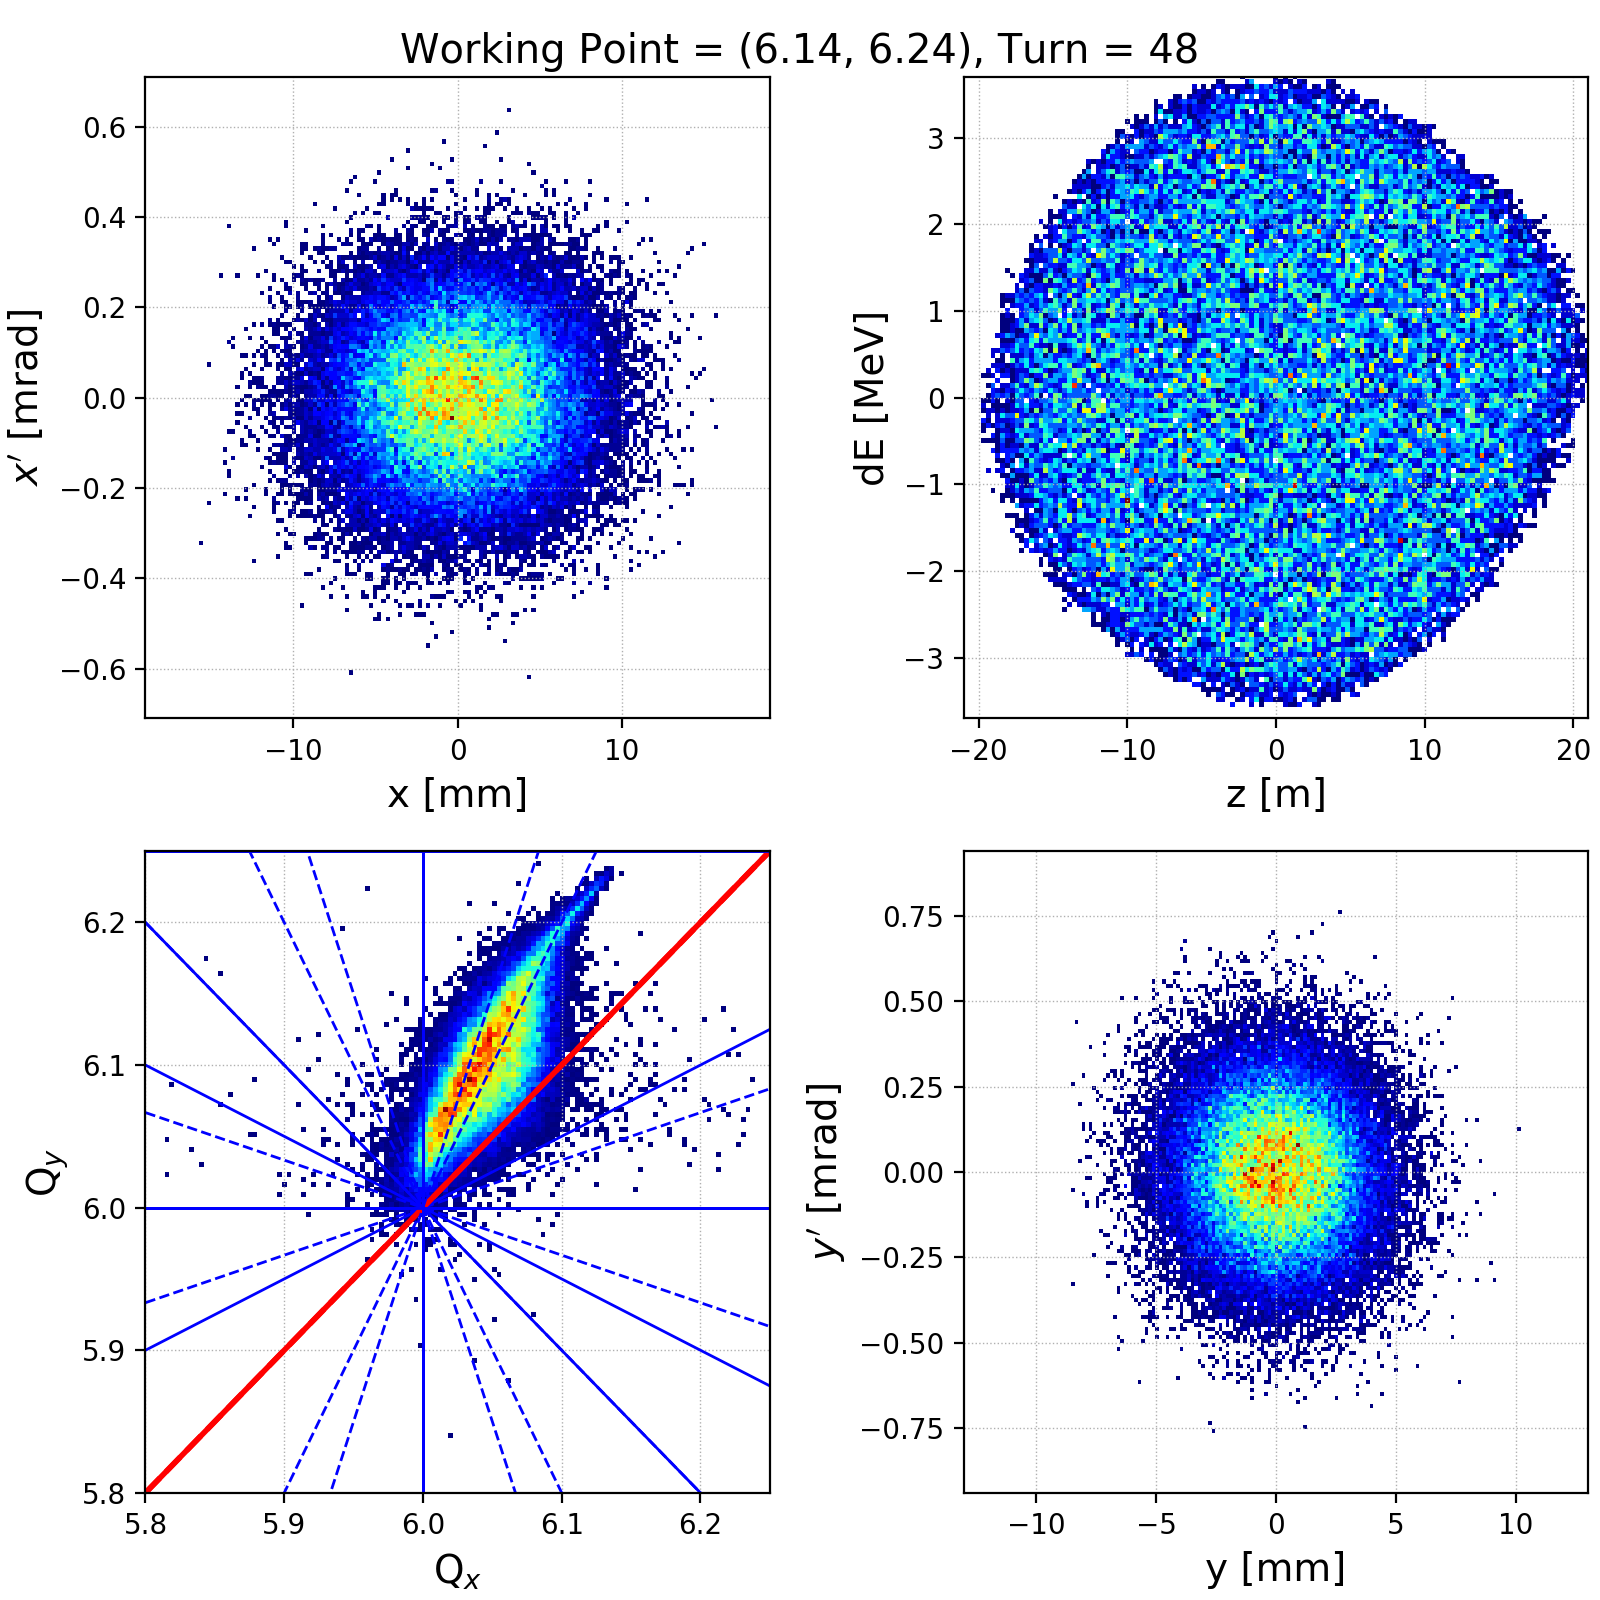 Working Point = (6.14, 6.24), Turn = 48
0.6
0.4
0.2
0.0
−0.2
−0.4
−0.6
x′ [mrad]
−10 0 10
x [mm]
3
2
1
0
−1
−2
−3
dE [MeV]
−20 −10 0 10 20
z [m]
6.2
6.1
6.0
5.9
5.8
Qy
5.8 5.9 6.0 6.1 6.2
Qx
0.75
0.50
0.25
0.00
−0.25
−0.50
−0.75
y′ [mrad]
−10 −5 0 5 10
y [mm]